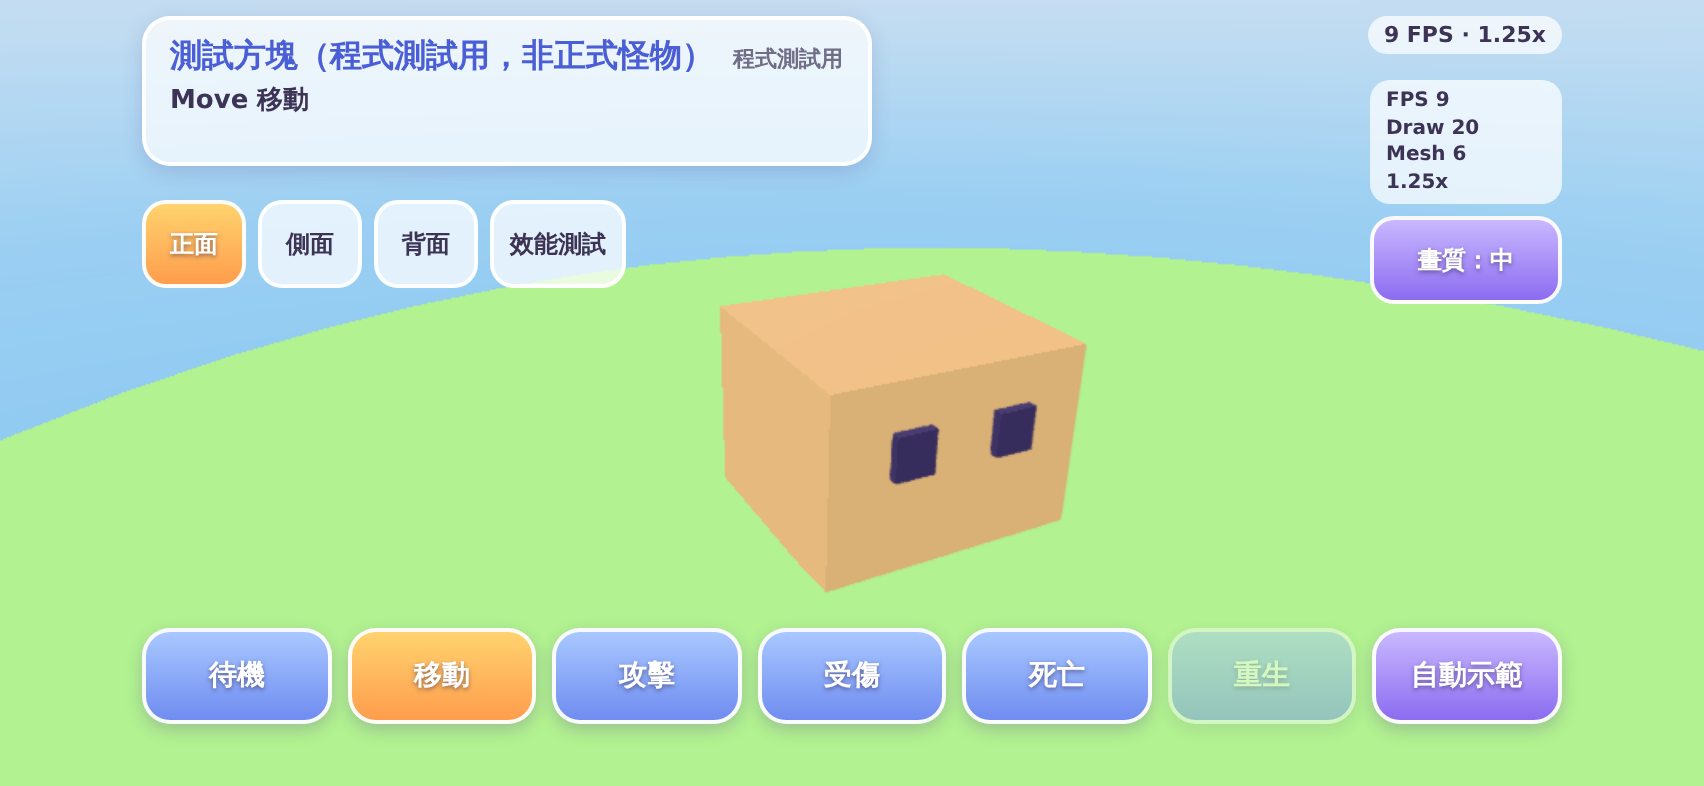 測試方塊（程式測試用，非正式怪物） 程式測試用
Move 移動
9 FPS · 1.25x
FPS 9
Draw 20
Mesh 6
1.25x
正面 側面 背面 效能測試
畫質：中
待機 移動 攻擊 受傷 死亡 重生 自動示範